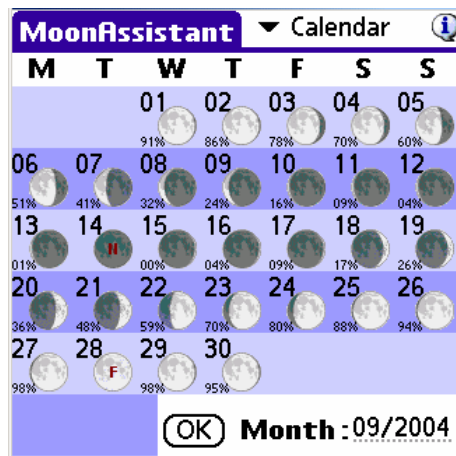 MoonAssistant Calendar i
M T W T F S S
01 02 03 04 05
91% 86% 78% 70% 60%
06 07 08 09 10 11 12
51% 41% 32% 24% 16% 09% 04%
13 14 15 16 17 18 19
N
01% 00% 04% 09% 17% 26%
20 21 22 23 24 25 26
36% 48% 59% 70% 80% 88% 94%
27 28 29 30
F
98% 98% 95%
OK Month : 09/2004